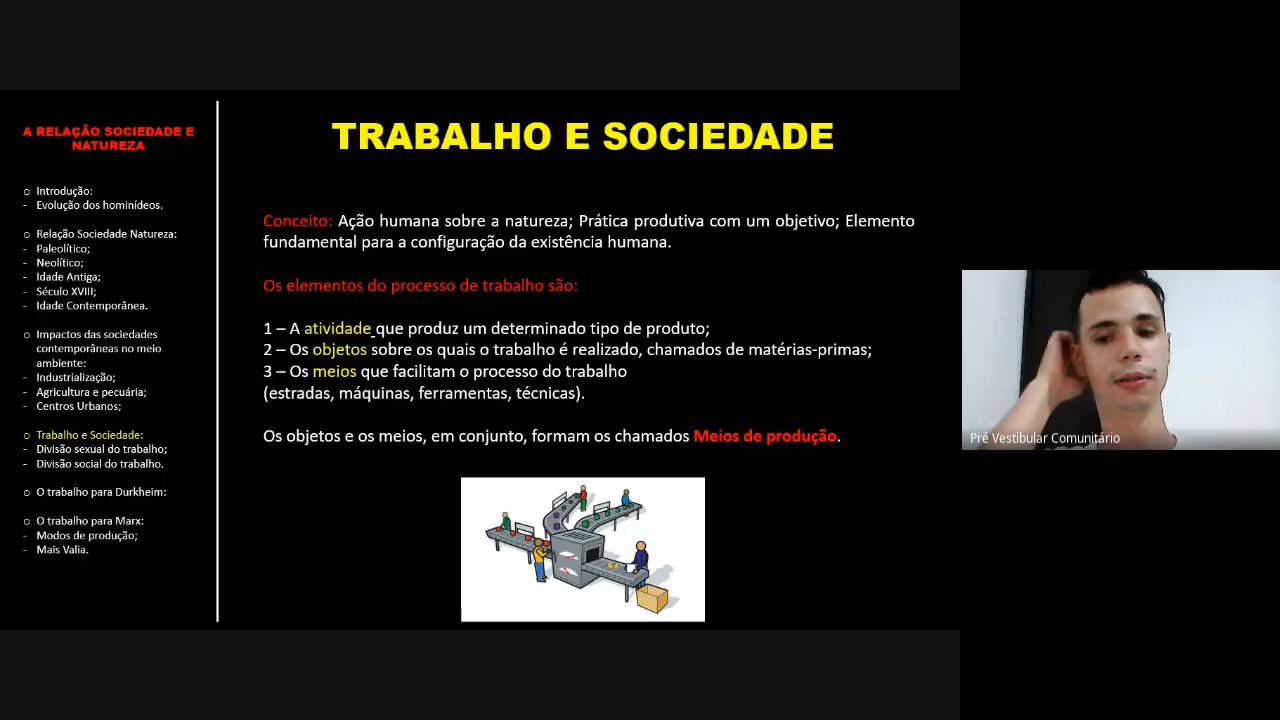 A RELAÇÃO SOCIEDADE E
NATUREZA
o Introdução:
- Evolução dos hominídeos.
o Relação Sociedade Natureza:
- Paleolítico;
- Neolítico;
- Idade Antiga;
- Século XVIII;
- Idade Contemporânea.
o Impactos das sociedades
contemporâneas no meio
ambiente:
- Industrialização;
- Agricultura e pecuária;
- Centros Urbanos;
o Trabalho e Sociedade:
- Divisão sexual do trabalho;
- Divisão social do trabalho.
o O trabalho para Durkheim:
o O trabalho para Marx:
- Modos de produção;
- Mais Valia.
TRABALHO E SOCIEDADE
Conceito: Ação humana sobre a natureza; Prática produtiva com um objetivo; Elemento
fundamental para a configuração da existência humana.
Os elementos do processo de trabalho são:
1 – A atividade que produz um determinado tipo de produto;
2 – Os objetos sobre os quais o trabalho é realizado, chamados de matérias-primas;
3 – Os meios que facilitam o processo do trabalho
(estradas, máquinas, ferramentas, técnicas).
Os objetos e os meios, em conjunto, formam os chamados Meios de produção.
Pré Vestibular Comunitário